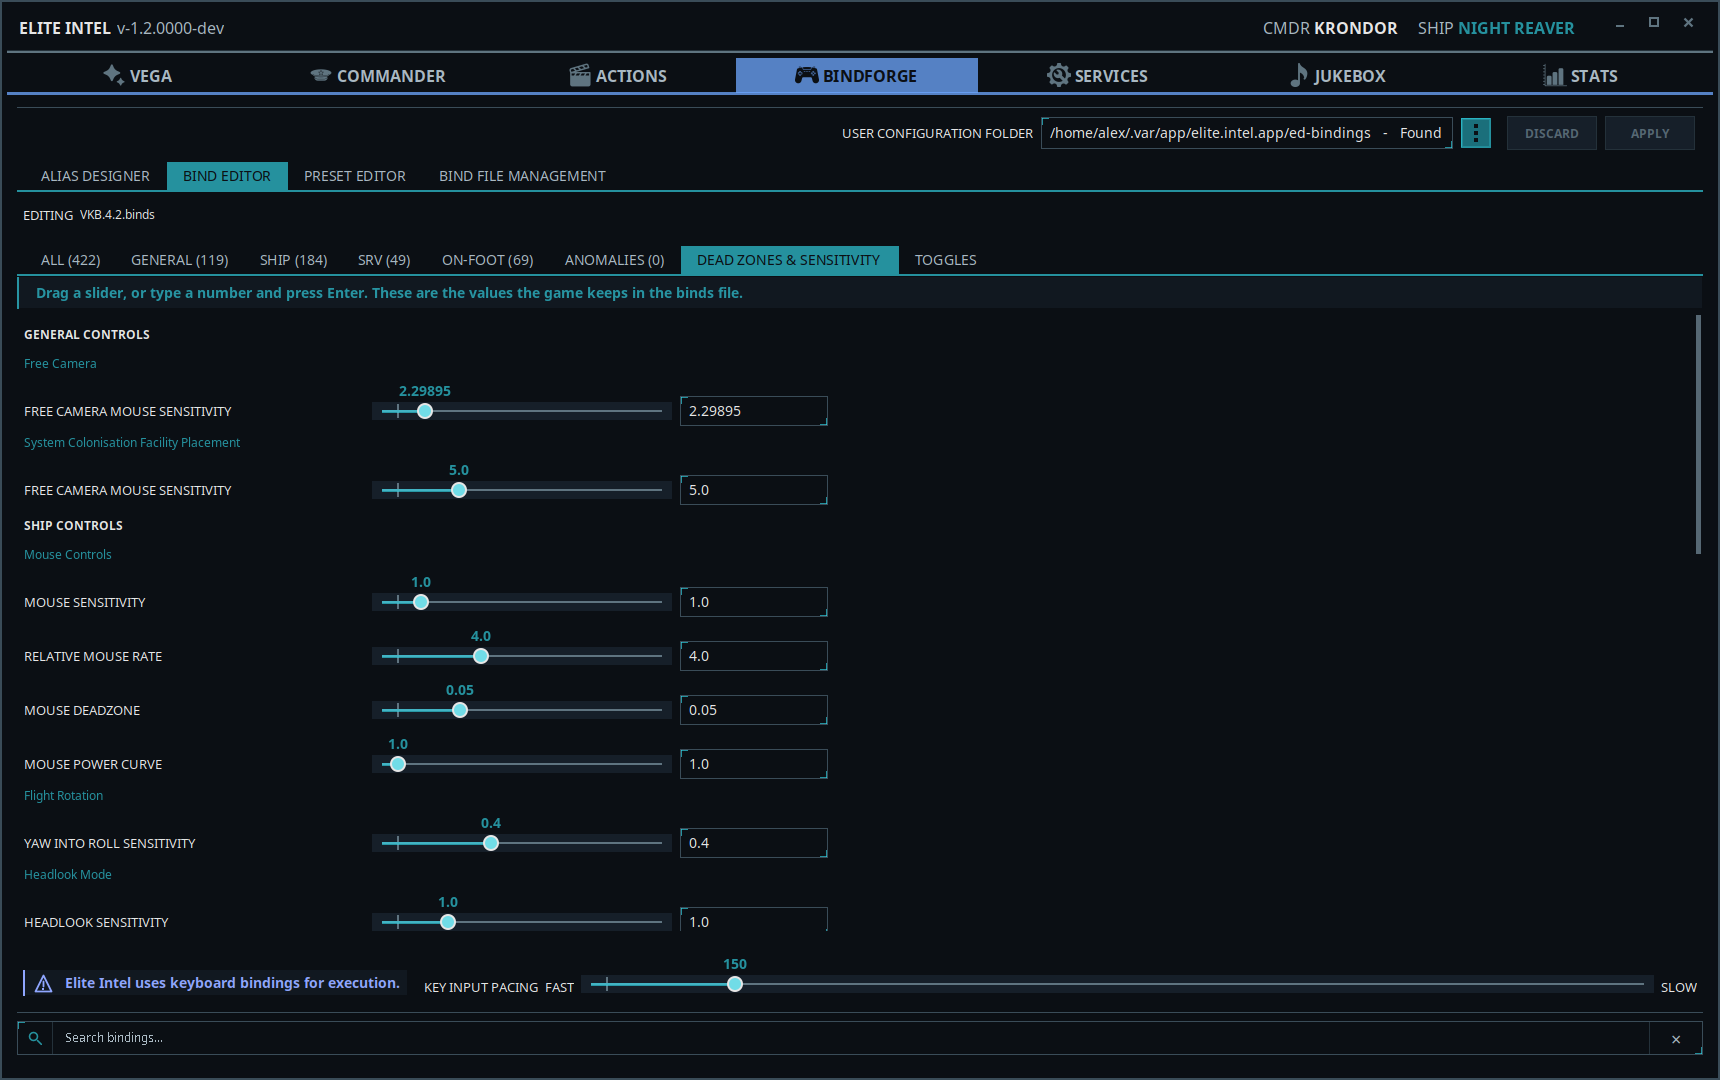 ELITE INTEL v-1.2.0000-dev
CMDR KRONDOR SHIP NIGHT REAVER
VEGA COMMANDER ACTIONS BINDFORGE SERVICES JUKEBOX STATS
USER CONFIGURATION FOLDER /home/alex/.var/app/elite.intel.app/ed-bindings - Found DISCARD APPLY
ALIAS DESIGNER BIND EDITOR PRESET EDITOR BIND FILE MANAGEMENT
EDITING VKB.4.2.binds
ALL (422) GENERAL (119) SHIP (184) SRV (49) ON-FOOT (69) ANOMALIES (0) DEAD ZONES & SENSITIVITY TOGGLES
Drag a slider, or type a number and press Enter. These are the values the game keeps in the binds file.
GENERAL CONTROLS
Free Camera
2.29895
FREE CAMERA MOUSE SENSITIVITY 2.29895
System Colonisation Facility Placement
5.0
FREE CAMERA MOUSE SENSITIVITY 5.0
SHIP CONTROLS
Mouse Controls
1.0
MOUSE SENSITIVITY 1.0
4.0
RELATIVE MOUSE RATE 4.0
0.05
MOUSE DEADZONE 0.05
1.0
MOUSE POWER CURVE 1.0
Flight Rotation
0.4
YAW INTO ROLL SENSITIVITY 0.4
Headlook Mode
1.0
HEADLOOK SENSITIVITY 1.0
150
Elite Intel uses keyboard bindings for execution. KEY INPUT PACING FAST SLOW
Search bindings...